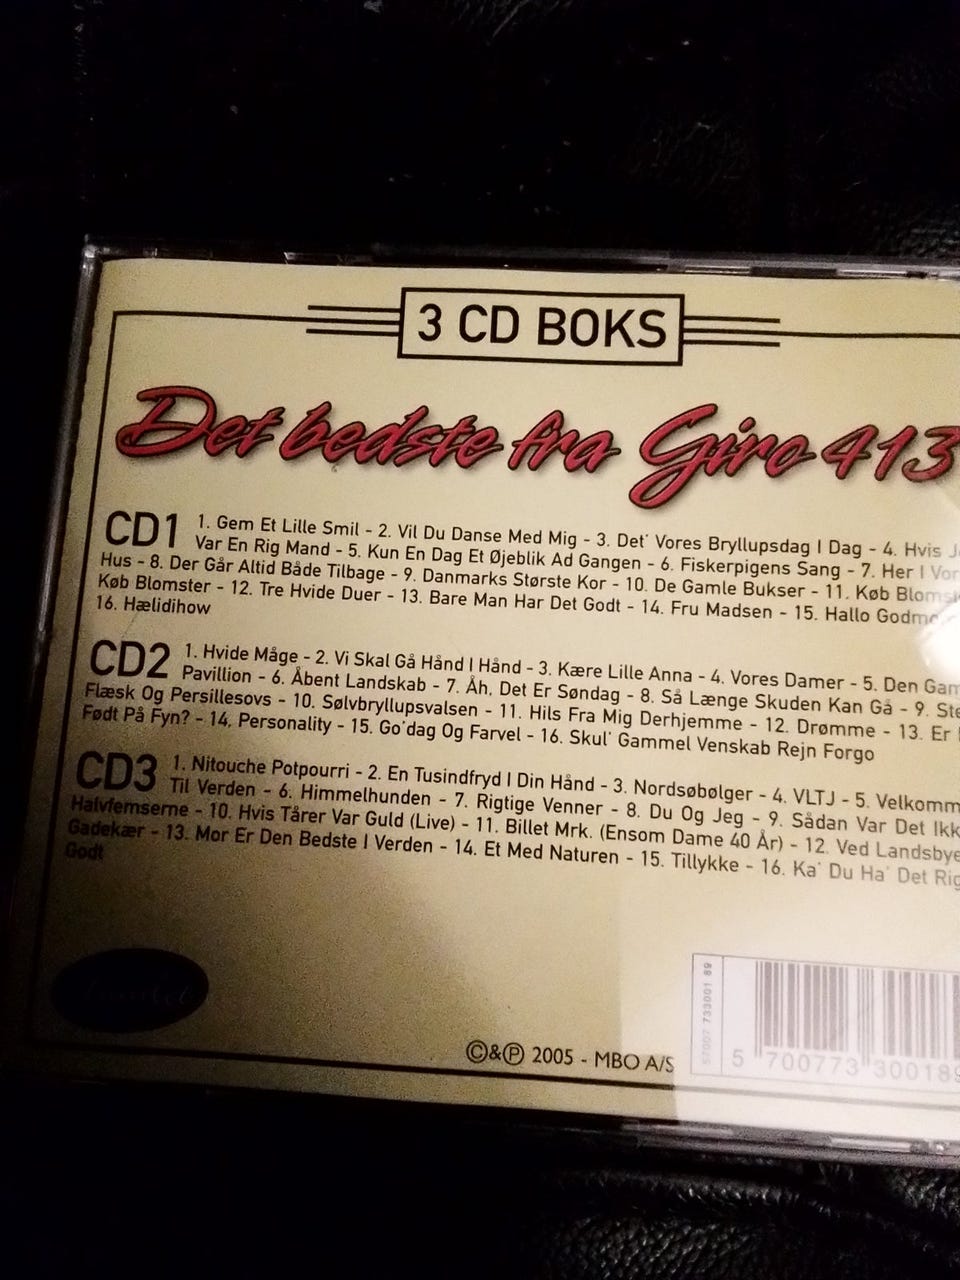 3 CD BOKS
Det bedste fra Giro 413
CD1 1. Gem Et Lille Smil - 2. Vil Du Danse Med Mig - 3. Det' Vores Bryllupsdag I Dag - 4. Hvis
Var En Rig Mand - 5. Kun En Dag Et Øjeblik Ad Gangen - 6. Fiskerpigens Sang - 7. Her I
Hus - 8. Der Går Altid Både Tilbage - 9. Danmarks Største Kor - 10. De Gamle Bukser - 11. Køb
Køb Blomster - 12. Tre Hvide Duer - 13. Bare Man Har Det Godt - 14. Fru Madsen - 15. Hallo
16. Hælidihow
CD2 1. Hvide Måge - 2. Vi Skal Gå Hånd I Hånd - 3. Kære Lille Anna - 4. Vores Damer - 5. Den
Pavillion - 6. Åbent Landskab - 7. Åh, Det Er Søndag - 8. Så Længe Skuden Kan Gå - 9.
Flæsk Og Persillesovs - 10. Sølvbryllupsvalsen - 11. Hils Fra Mig Derhjemme - 12. Drømme - 13. Er
Født På Fyn? - 14. Personality - 15. Go'dag Og Farvel - 16. Skul' Gammel Venskab Rejn Forgo
CD3 1. Nitouche Potpourri - 2. En Tusindfryd I Din Hånd - 3. Nordsøbølger - 4. VLTJ - 5.
Til Verden - 6. Himmelhunden - 7. Rigtige Venner - 8. Du Og Jeg - 9. Sådan Var Det
Halvfemserne - 10. Hvis Tårer Var Guld (Live) - 11. Billet Mrk. (Ensom Dame 40 År) - 12. Ved
Gadekær - 13. Mor Er Den Bedste I Verden - 14. Et Med Naturen - 15. Tillykke - 16. Ka' Du Ha' Det
Godt
©&℗ 2005 - MBO A/S
5 700773 300189